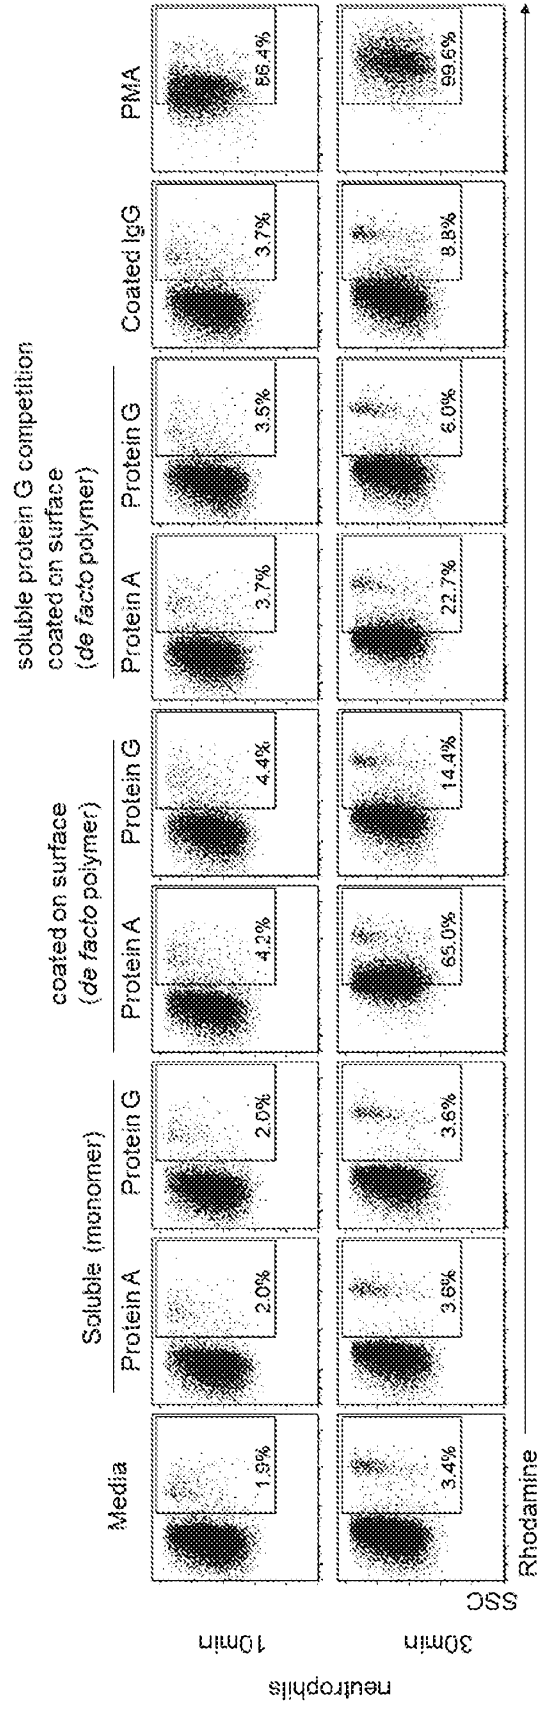 soluble protein G competition
coated on surface
(de facto polymer)
coated on surface
(de facto polymer)
Soluble (monomer)
Media
Protein A
Protein G
Protein A
Protein G
Protein A
Protein G
Coated IgG
PMA
neutrophils
10min
1.9%
2.0%
2.0%
4.2%
4.4%
3.7%
3.5%
3.7%
86.4%
30min
3.4%
3.6%
3.6%
65.0%
14.4%
22.7%
6.0%
8.8%
99.6%
SSC
Rhodamine